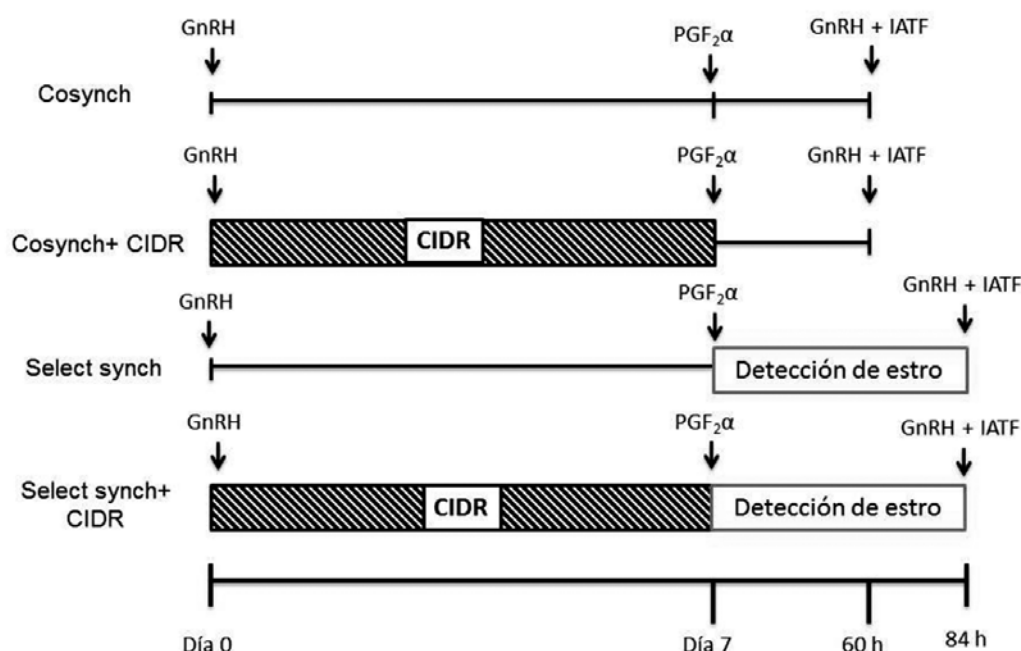 GnRH
PGF₂α
GnRH + IATF
Cosynch
GnRH
PGF₂α
GnRH + IATF
Cosynch+ CIDR
CIDR
GnRH
PGF₂α
GnRH + IATF
Select synch
Detección de estro
GnRH
PGF₂α
GnRH + IATF
Select synch+
CIDR
CIDR
Detección de estro
Día 0
Día 7
60 h
84 h